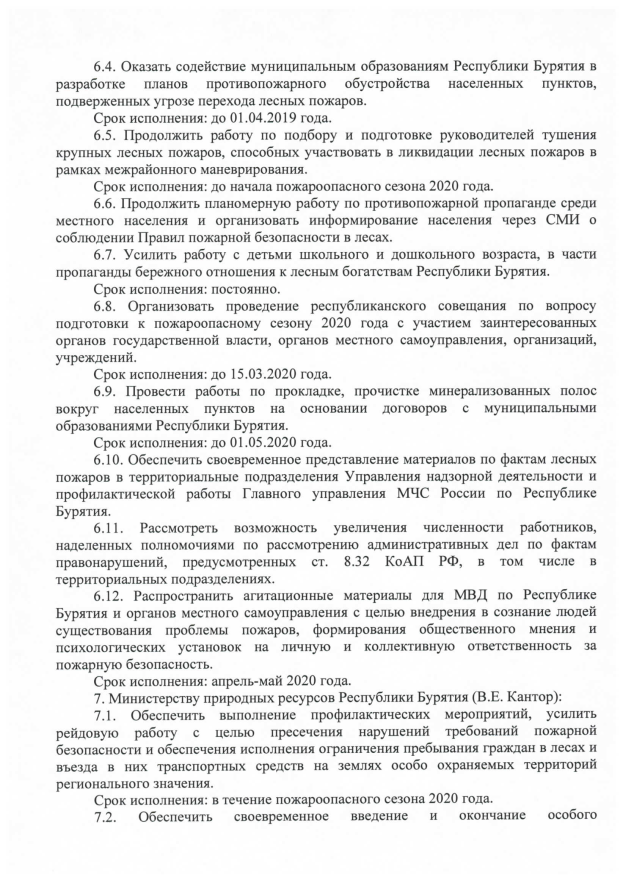 6.4. Оказать содействие муниципальным образованиям Республики Бурятия в
разработке планов противопожарного обустройства населенных пунктов,
подверженных угрозе перехода лесных пожаров.
Срок исполнения: до 01.04.2019 года.
6.5. Продолжить работу по подбору и подготовке руководителей тушения
крупных лесных пожаров, способных участвовать в ликвидации лесных пожаров в
рамках межрайонного маневрирования.
Срок исполнения: до начала пожароопасного сезона 2020 года.
6.6. Продолжить планомерную работу по противопожарной пропаганде среди
местного населения и организовать информирование населения через СМИ о
соблюдении Правил пожарной безопасности в лесах.
6.7. Усилить работу с детьми школьного и дошкольного возраста, в части
пропаганды бережного отношения к лесным богатствам Республики Бурятия.
Срок исполнения: постоянно.
6.8. Организовать проведение республиканского совещания по вопросу
подготовки к пожароопасному сезону 2020 года с участием заинтересованных
органов государственной власти, органов местного самоуправления, организаций,
учреждений.
Срок исполнения: до 15.03.2020 года.
6.9. Провести работы по прокладке, прочистке минерализованных полос
вокруг населенных пунктов на основании договоров с муниципальными
образованиями Республики Бурятия.
Срок исполнения: до 01.05.2020 года.
6.10. Обеспечить своевременное представление материалов по фактам лесных
пожаров в территориальные подразделения Управления надзорной деятельности и
профилактической работы Главного управления МЧС России по Республике
Бурятия.
6.11. Рассмотреть возможность увеличения численности работников,
наделенных полномочиями по рассмотрению административных дел по фактам
правонарушений, предусмотренных ст. 8.32 КоАП РФ, в том числе в
территориальных подразделениях.
6.12. Распространить агитационные материалы для МВД по Республике
Бурятия и органов местного самоуправления с целью внедрения в сознание людей
существования проблемы пожаров, формирования общественного мнения и
психологических установок на личную и коллективную ответственность за
пожарную безопасность.
Срок исполнения: апрель-май 2020 года.
7. Министерству природных ресурсов Республики Бурятия (В.Е. Кантор):
7.1. Обеспечить выполнение профилактических мероприятий, усилить
рейдовую работу с целью пресечения нарушений требований пожарной
безопасности и обеспечения исполнения ограничения пребывания граждан в лесах и
въезда в них транспортных средств на землях особо охраняемых территорий
регионального значения.
Срок исполнения: в течение пожароопасного сезона 2020 года.
7.2. Обеспечить своевременное введение и окончание особого